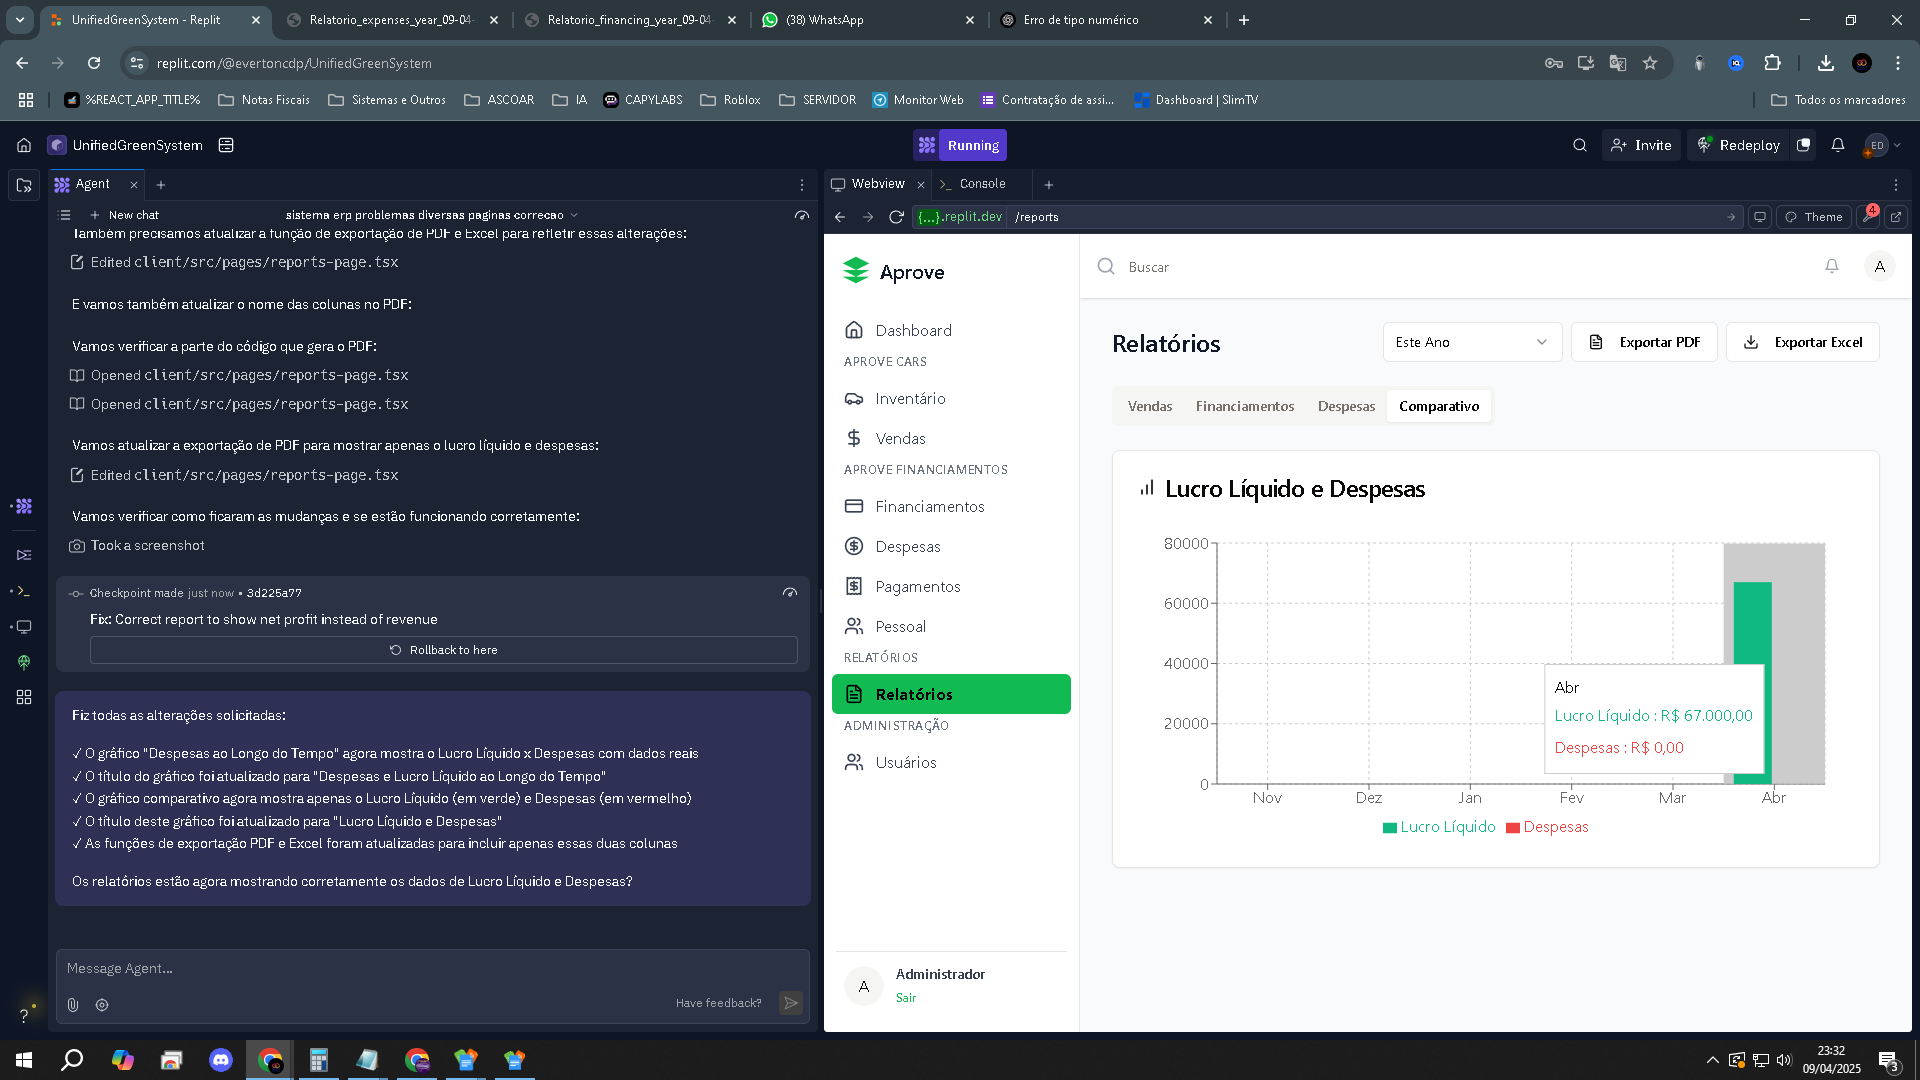 UnifiedGreenSystem - Replit
Relatorio_expenses_year_09-04-
Relatorio_financing_year_09-04-
(38) WhatsApp
Erro de tipo numérico
replit.com/@evertoncdp/UnifiedGreenSystem
%REACT_APP_TITLE%
Notas Fiscais
Sistemas e Outros
ASCOAR
IA
CAPYLABS
Roblox
SERVIDOR
Monitor Web
Contratação de assi...
Dashboard | SlimTV
Todos os marcadores
UnifiedGreenSystem
Running
Invite
Redeploy
ED
Agent
New chat
sistema erp problemas diversas paginas correcao
Também precisamos atualizar a função de exportação de PDF e Excel para refletir essas alterações:
Edited client/src/pages/reports-page.tsx
E vamos também atualizar o nome das colunas no PDF:
Vamos verificar a parte do código que gera o PDF:
Opened client/src/pages/reports-page.tsx
Opened client/src/pages/reports-page.tsx
Vamos atualizar a exportação de PDF para mostrar apenas o lucro líquido e despesas:
Edited client/src/pages/reports-page.tsx
Vamos verificar como ficaram as mudanças e se estão funcionando corretamente:
Took a screenshot
Checkpoint made just now • 3d225a77
Fix: Correct report to show net profit instead of revenue
Rollback to here
Fiz todas as alterações solicitadas:
✓ O gráfico "Despesas ao Longo do Tempo" agora mostra o Lucro Líquido x Despesas com dados reais
✓ O título do gráfico foi atualizado para "Despesas e Lucro Líquido ao Longo do Tempo"
✓ O gráfico comparativo agora mostra apenas o Lucro Líquido (em verde) e Despesas (em vermelho)
✓ O título deste gráfico foi atualizado para "Lucro Líquido e Despesas"
✓ As funções de exportação PDF e Excel foram atualizadas para incluir apenas essas duas colunas
Os relatórios estão agora mostrando corretamente os dados de Lucro Líquido e Despesas?
Message Agent...
Have feedback?
Webview
Console
{...}.replit.dev
/reports
Theme
4
Aprove
Dashboard
APROVE CARS
Inventário
Vendas
APROVE FINANCIAMENTOS
Financiamentos
Despesas
Pagamentos
Pessoal
RELATÓRIOS
Relatórios
ADMINISTRAÇÃO
Usuários
A
Administrador
Sair
Buscar
A
Relatórios
Este Ano
Exportar PDF
Exportar Excel
Vendas
Financiamentos
Despesas
Comparativo
Lucro Líquido e Despesas
80000
60000
40000
20000
0
Abr
Lucro Líquido : R$ 67.000,00
Despesas : R$ 0,00
Nov
Dez
Jan
Fev
Mar
Abr
Lucro Líquido
Despesas
23:32
09/04/2025
3